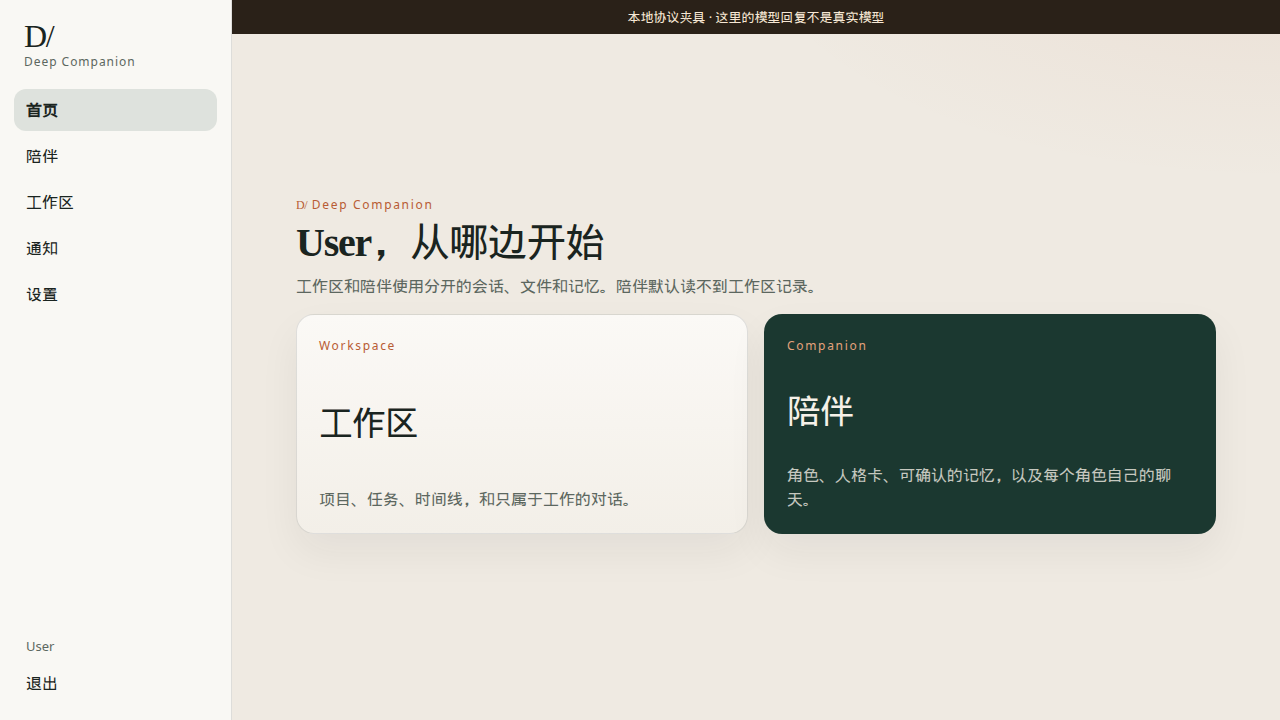 D/
Deep Companion
首页
陪伴
工作区
通知
设置
User
退出
本地协议夹具 · 这里的模型回复不是真实模型
D/ Deep Companion
User，从哪边开始
工作区和陪伴使用分开的会话、文件和记忆。陪伴默认读不到工作区记录。
Workspace
工作区
项目、任务、时间线，和只属于工作的对话。
Companion
陪伴
角色、人格卡、可确认的记忆，以及每个角色自己的聊
天。